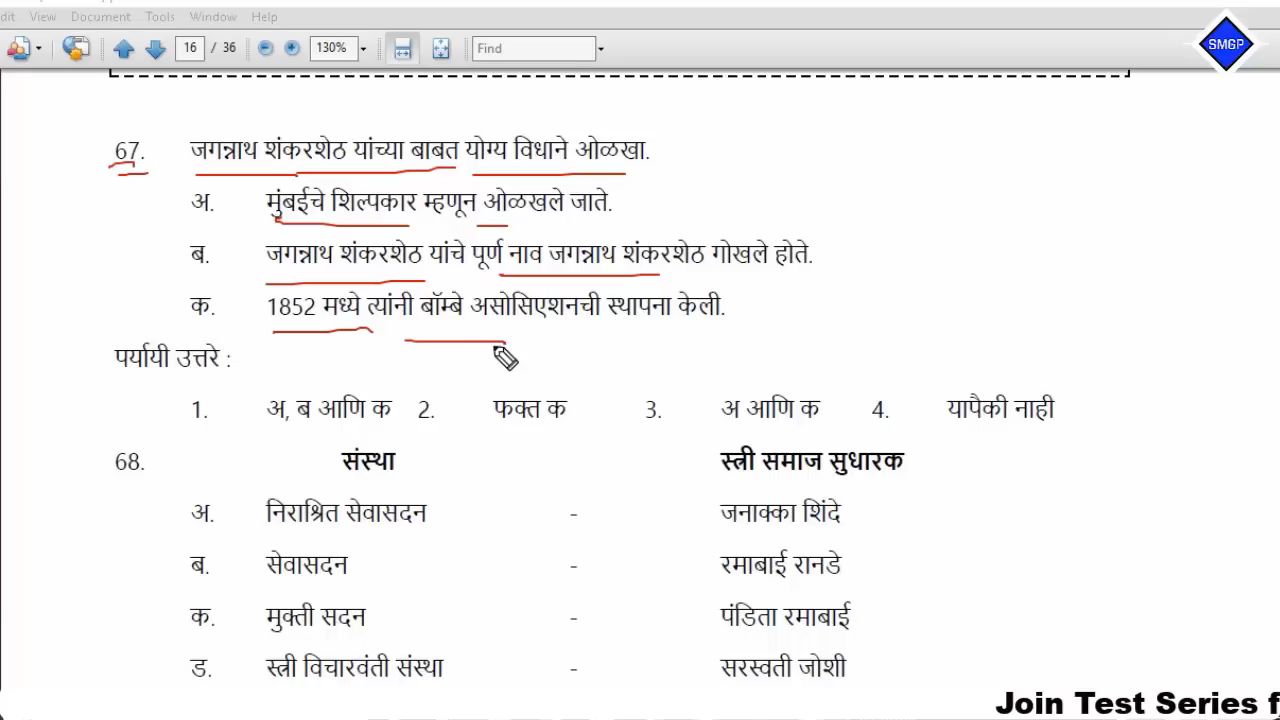 dit View Document Tools Window Help
16 / 36 130% Find
SMGP
67. जगन्नाथ शंकरशेठ यांच्या बाबत योग्य विधाने ओळखा.
अ. मुंबईचे शिल्पकार म्हणून ओळखले जाते.
ब. जगन्नाथ शंकरशेठ यांचे पूर्ण नाव जगन्नाथ शंकरशेठ गोखले होते.
क. 1852 मध्ये त्यांनी बॉम्बे असोसिएशनची स्थापना केली.
पर्यायी उत्तरे :
1. अ, ब आणि क 2. फक्त क 3. अ आणि क 4. यापैकी नाही
68. संस्था स्त्री समाज सुधारक
अ. निराश्रित सेवासदन - जनाक्का शिंदे
ब. सेवासदन - रमाबाई रानडे
क. मुक्ती सदन - पंडिता रमाबाई
ड. स्त्री विचारवंती संस्था - सरस्वती जोशी
Join Test Series f